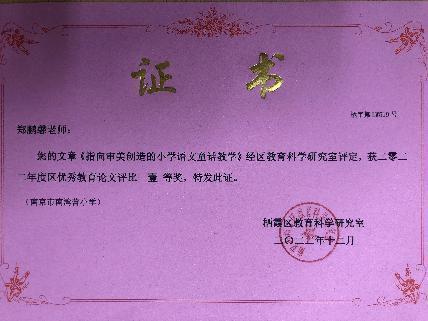 证书
郑鹏馨老师：
您的文章《指向审美创造的小学语文童话教学》经区教育科学研究室评定，获二零二
二年度区优秀教育论文评比 壹 等奖，特发此证。
（南京市南湾营小学）
栖霞区教育科学研究室
二〇二二年十二月